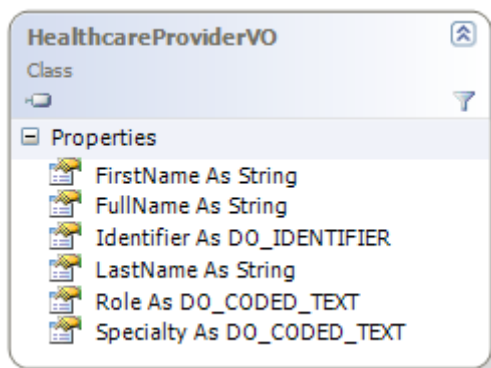 HealthcareProviderVO
Class
Properties
FirstName As String
FullName As String
Identifier As DO_IDENTIFIER
LastName As String
Role As DO_CODED_TEXT
Specialty As DO_CODED_TEXT